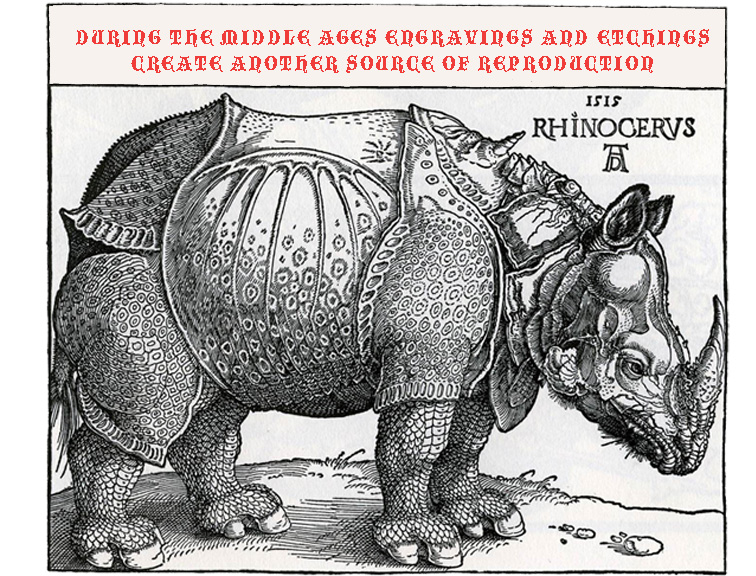 DURING THE MIDDLE AGES ENGRAVINGS AND ETCHINGS
CREATE ANOTHER SOURCE OF REPRODUCTION
1515
RHINOCERVS
AD